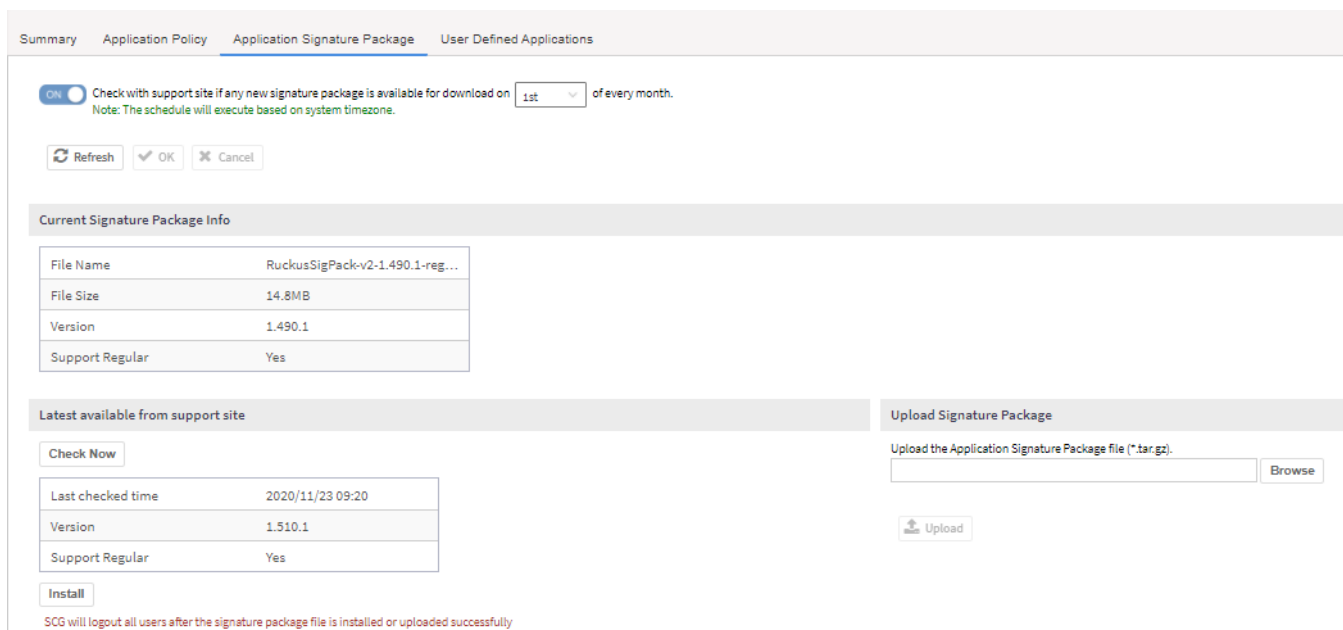 Summary Application Policy Application Signature Package User Defined Applications
ON Check with support site if any new signature package is available for download on 1st of every month.
Note: The schedule will execute based on system timezone.
Refresh OK Cancel
Current Signature Package Info
File Name RuckusSigPack-v2-1.490.1-reg...
File Size 14.8MB
Version 1.490.1
Support Regular Yes
Latest available from support site
Check Now
Last checked time 2020/11/23 09:20
Version 1.510.1
Support Regular Yes
Install
SCG will logout all users after the signature package file is installed or uploaded successfully
Upload Signature Package
Upload the Application Signature Package file (*.tar.gz).
Browse
Upload